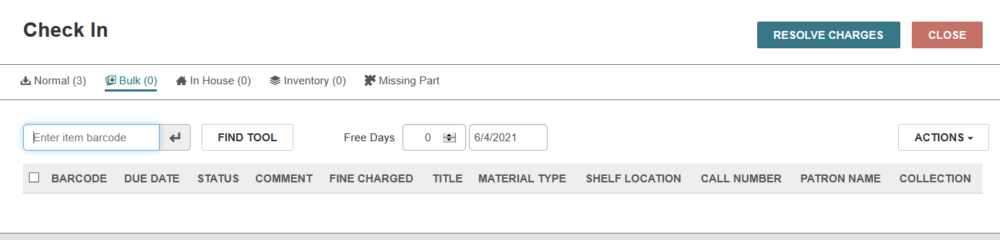 Check In
RESOLVE CHARGES
CLOSE
Normal (3) Bulk (0) In House (0) Inventory (0) Missing Part
Enter item barcode FIND TOOL Free Days 0 6/4/2021 ACTIONS
BARCODE DUE DATE STATUS COMMENT FINE CHARGED TITLE MATERIAL TYPE SHELF LOCATION CALL NUMBER PATRON NAME COLLECTION